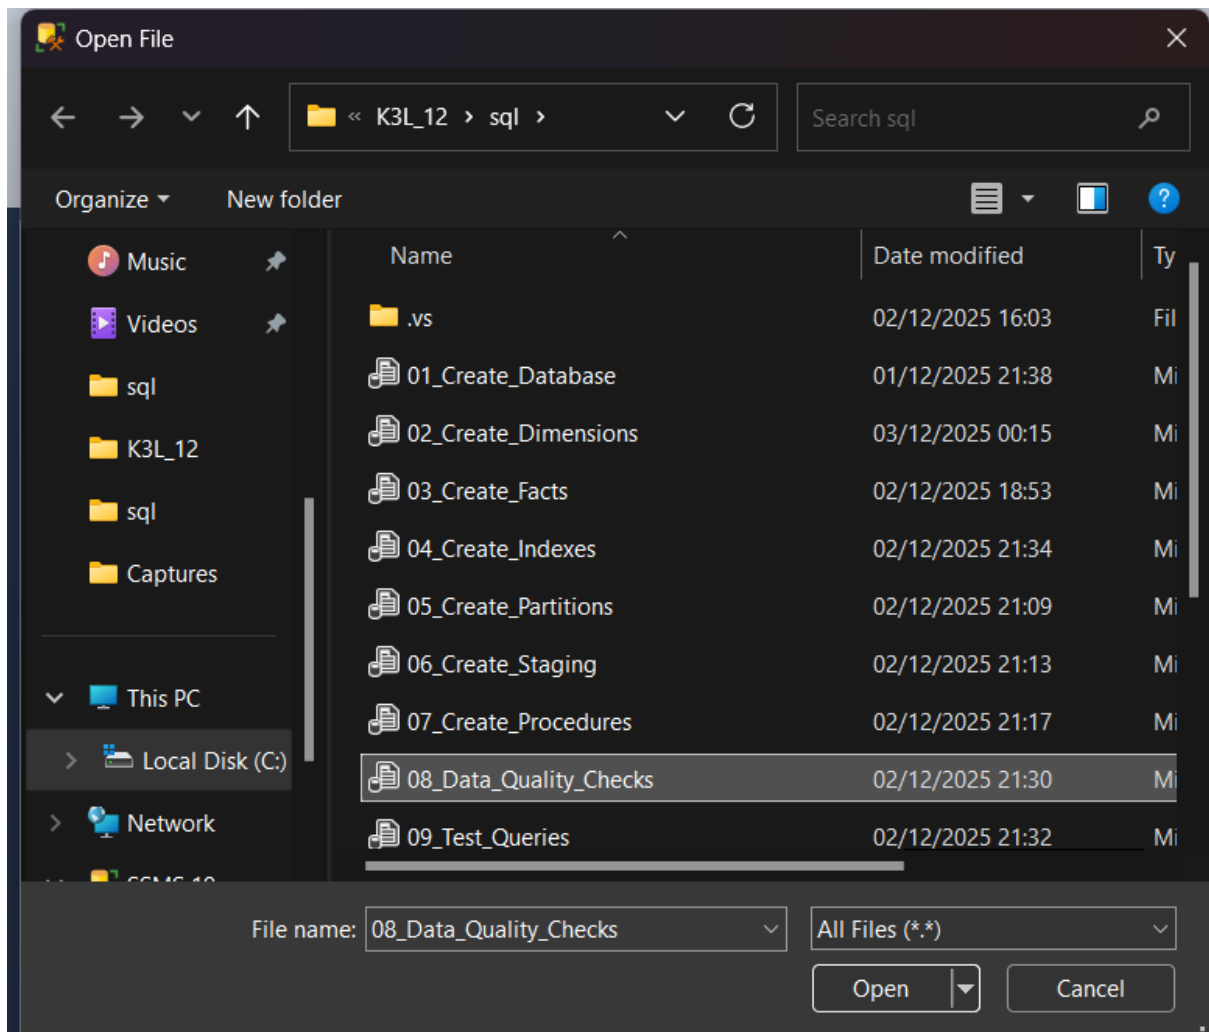 Open File
« K3L_12 > sql >
Search sql
Organize
New folder
Music
Videos
sql
K3L_12
sql
Captures
This PC
Local Disk (C:)
Network
Name Date modified Ty
.vs 02/12/2025 16:03 Fil
01_Create_Database 01/12/2025 21:38 Mi
02_Create_Dimensions 03/12/2025 00:15 Mi
03_Create_Facts 02/12/2025 18:53 Mi
04_Create_Indexes 02/12/2025 21:34 Mi
05_Create_Partitions 02/12/2025 21:09 Mi
06_Create_Staging 02/12/2025 21:13 Mi
07_Create_Procedures 02/12/2025 21:17 Mi
08_Data_Quality_Checks 02/12/2025 21:30 Mi
09_Test_Queries 02/12/2025 21:32 Mi
File name: 08_Data_Quality_Checks
All Files (*.*)
Open
Cancel